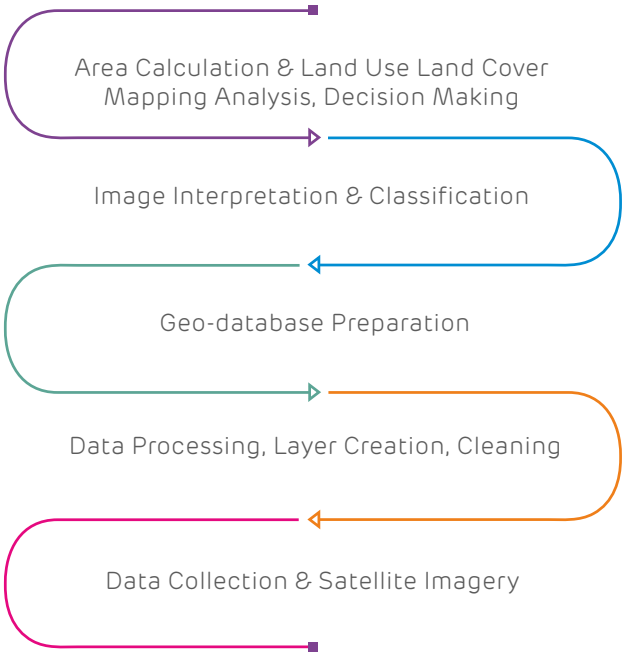 Area Calculation & Land Use Land Cover
Mapping Analysis, Decision Making
Image Interpretation & Classification
Geo-database Preparation
Data Processing, Layer Creation, Cleaning
Data Collection & Satellite Imagery